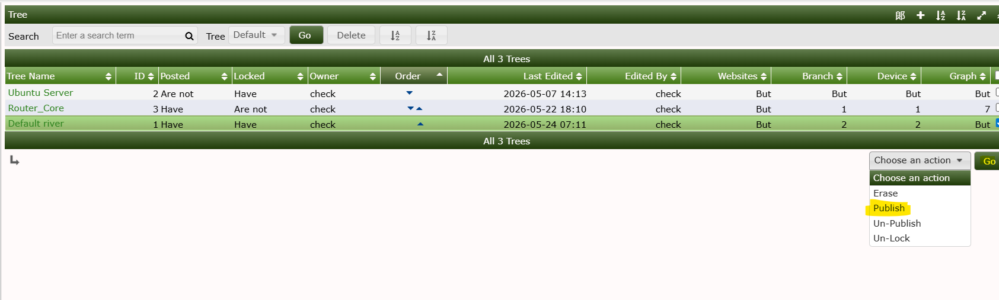 Tree 郎
Search Enter a search term Tree Default Go Delete
All 3 Trees
Tree Name ID Posted Locked Owner Order Last Edited Edited By Websites Branch Device Graph
Ubuntu Server 2 Are not Have check 2026-05-07 14:13 check But But But But
Router_Core 3 Have Are not check 2026-05-22 18:10 check But 1 1 7
Default river 1 Have Have check 2026-05-24 07:11 check But 2 2 But
All 3 Trees
Choose an action Go
Choose an action
Erase
Publish
Un-Publish
Un-Lock